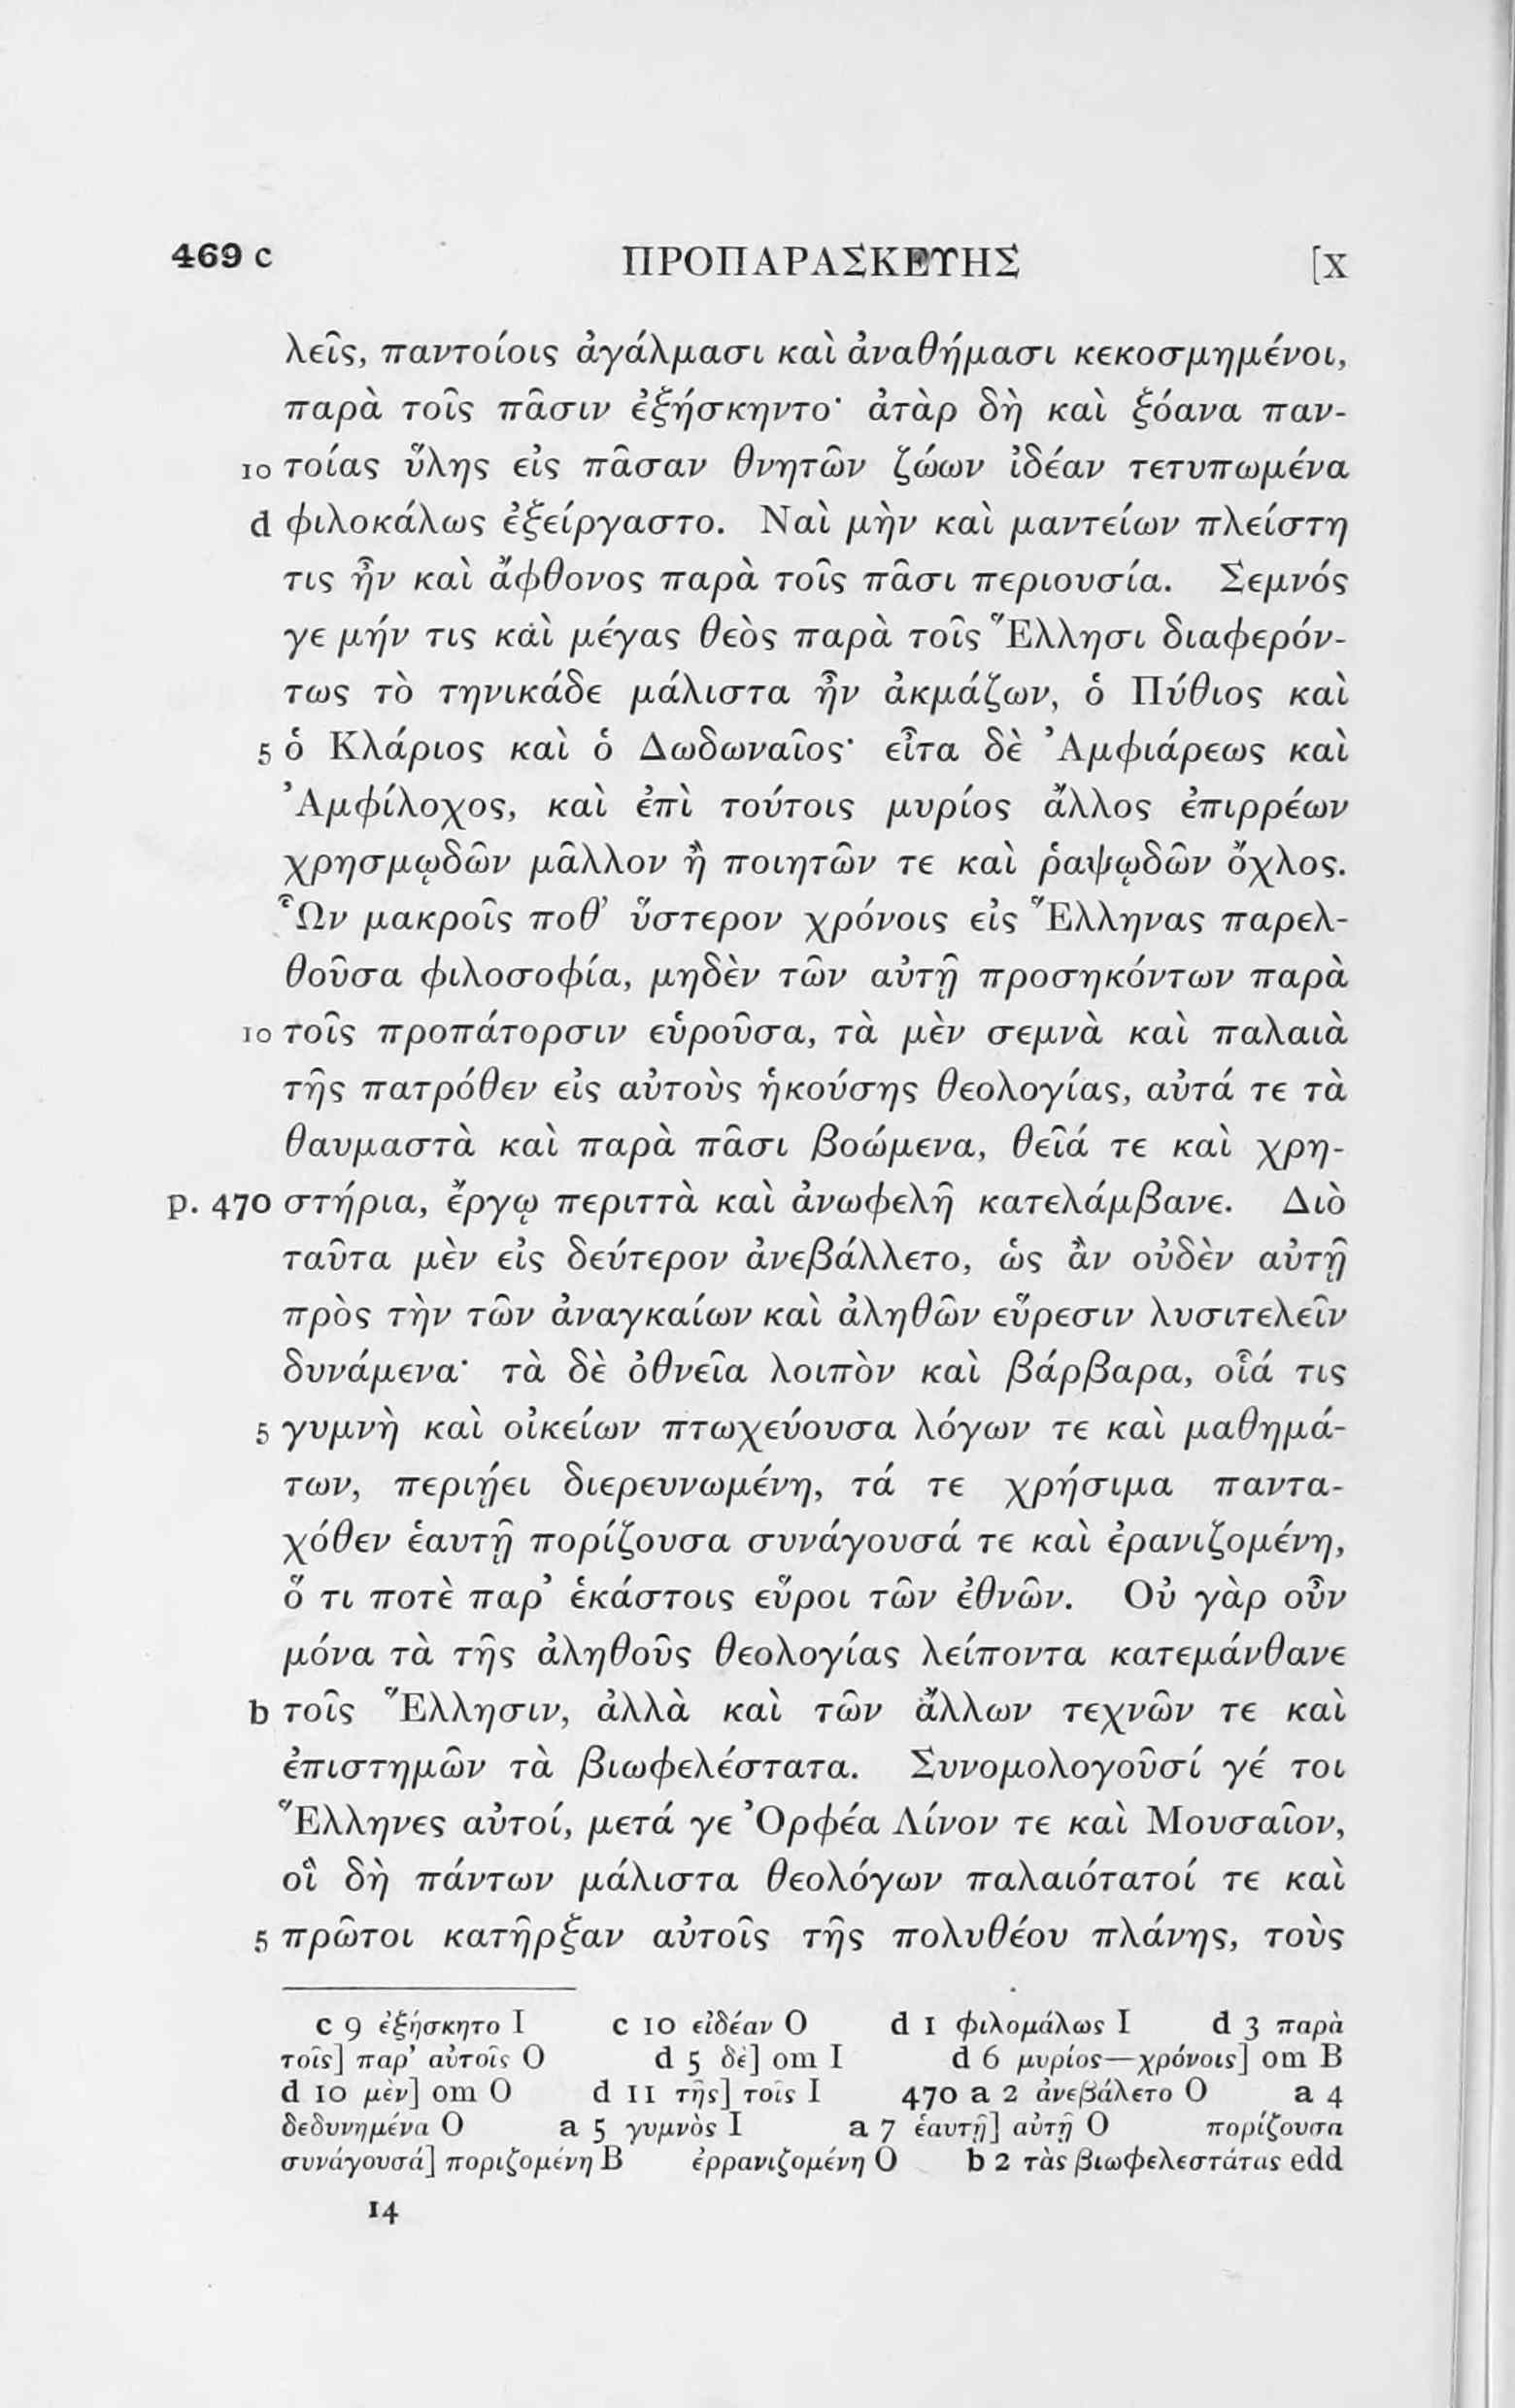 469 c ΠΡΟΠΑΡΑΣΚΕΥΗΣ [X
λεῖς, παντοίοις ἀγάλμασι καὶ ἀναθήμασι κεκοσμημένοι,
παρὰ τοῖς πᾶσιν ἐξήσκηντο· ἀτὰρ δὴ καὶ ξόανα παν-
10 τοίας ὕλης εἰς πᾶσαν θνητῶν ζώων ἰδέαν τετυπωμένα
d φιλοκάλως ἐξείργαστο. Ναὶ μὴν καὶ μαντείων πλείστη
τις ἦν καὶ ἄφθονος παρὰ τοῖς πᾶσι περιουσία. Σεμνός
γε μήν τις καὶ μέγας θεὸς παρὰ τοῖς Ἕλλησι διαφερόν-
τως τὸ τηνικάδε μάλιστα ἦν ἀκμάζων, ὁ Πύθιος καὶ
5 ὁ Κλάριος καὶ ὁ Δωδωναῖος· εἶτα δὲ Ἀμφιάρεως καὶ
Ἀμφίλοχος, καὶ ἐπὶ τούτοις μυρίος ἄλλος ἐπιρρέων
χρησμῳδῶν μᾶλλον ἢ ποιητῶν τε καὶ ῥαψῳδῶν ὄχλος.
Ὧν μακροῖς ποθ’ ὕστερον χρόνοις εἰς Ἕλληνας παρελ-
θοῦσα φιλοσοφία, μηδὲν τῶν αὐτῇ προσηκόντων παρὰ
10 τοῖς προπάτορσιν εὑροῦσα, τὰ μὲν σεμνὰ καὶ παλαιὰ
τῆς πατρόθεν εἰς αὐτοὺς ἡκούσης θεολογίας, αὐτά τε τὰ
θαυμαστὰ καὶ παρὰ πᾶσι βοώμενα, θεῖά τε καὶ χρη-
p. 470 στήρια, ἔργῳ περιττὰ καὶ ἀνωφελῆ κατελάμβανε. Διὸ
ταῦτα μὲν εἰς δεύτερον ἀνεβάλλετο, ὡς ἂν οὐδὲν αὐτῇ
πρὸς τὴν τῶν ἀναγκαίων καὶ ἀληθῶν εὕρεσιν λυσιτελεῖν
δυνάμενα· τὰ δὲ ὀθνεῖα λοιπὸν καὶ βάρβαρα, οἷά τις
5 γυμνὴ καὶ οἰκείων πτωχεύουσα λόγων τε καὶ μαθημά-
των, περιῄει διερευνωμένη, τά τε χρήσιμα παντα-
χόθεν ἑαυτῇ πορίζουσα συνάγουσά τε καὶ ἐρανιζομένη,
ὅ τι ποτὲ παρ’ ἑκάστοις εὕροι τῶν ἐθνῶν. Οὐ γὰρ οὖν
μόνα τὰ τῆς ἀληθοῦς θεολογίας λείποντα κατεμάνθανε
b τοῖς Ἕλλησιν, ἀλλὰ καὶ τῶν ἄλλων τεχνῶν τε καὶ
ἐπιστημῶν τὰ βιωφελέστατα. Συνομολογοῦσί γέ τοι
Ἕλληνες αὐτοί, μετά γε Ὀρφέα Λίνον τε καὶ Μουσαῖον,
οἳ δὴ πάντων μάλιστα θεολόγων παλαιότατοί τε καὶ
5 πρῶτοι κατῆρξαν αὐτοῖς τῆς πολυθέου πλάνης, τοὺς
c 9 ἐξήσκητο I c 10 εἰδέαν O d 1 φιλομάλως I d 3 παρὰ
τοῖς] παρ’ αὐτοῖς O d 5 δὲ] om I d 6 μυρίος—χρόνοις] om B
d 10 μὲν] om O d 11 τῆς] τοῖς I 470 a 2 ἀνεβάλετο O a 4
δεδυνημένα O a 5 γυμνὸς I a 7 ἑαυτῇ] αὐτῇ O πορίζουσα
συνάγουσά] ποριζομένη B ἐρρανιζομένη O b 2 τὰς βιωφελεστάτας edd
14